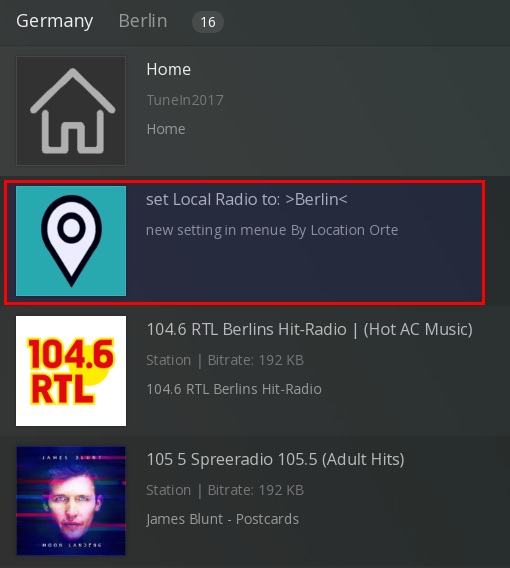 Germany Berlin 16
Home
TuneIn2017
Home
set Local Radio to: >Berlin<
new setting in menue By Location Orte
104.6 RTL Berlins Hit-Radio | (Hot AC Music)
Station | Bitrate: 192 KB
104.6 RTL Berlins Hit-Radio
104.6
RTL
105 5 Spreeradio 105.5 (Adult Hits)
Station | Bitrate: 192 KB
James Blunt - Postcards
JAMES BLUNT
MOON LANDING